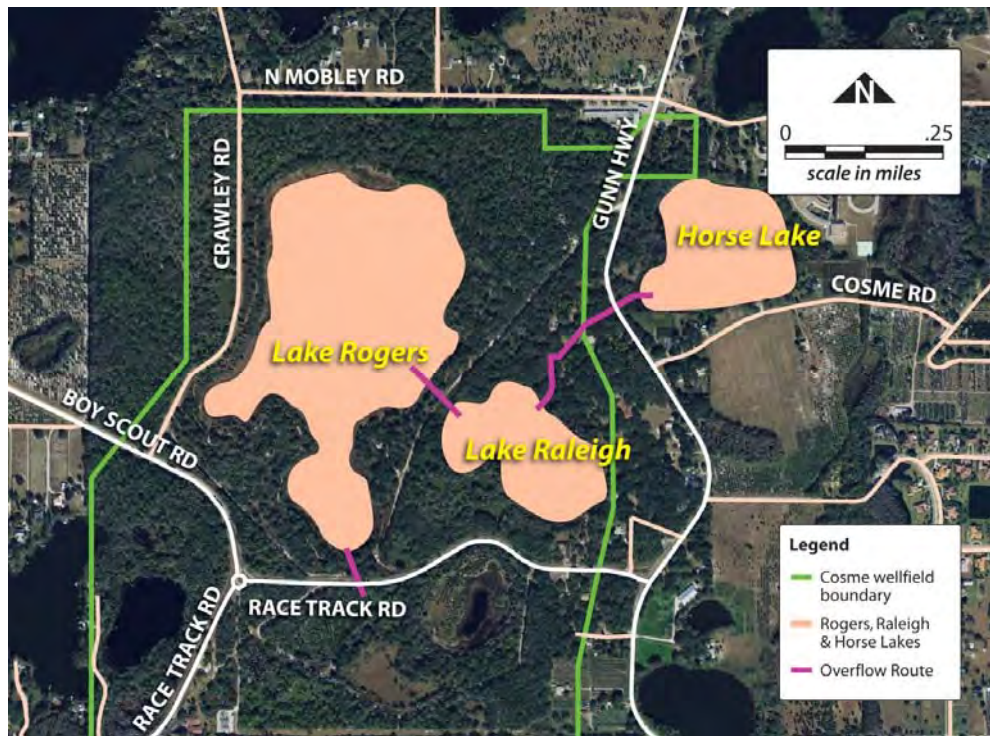 N MOBLEY RD
N
0 .25
scale in miles
GUNN HWY
CRAWLEY RD
Horse Lake
COSME RD
Lake Rogers
BOY SCOUT RD
Lake Raleigh
RACE TRACK RD
RACE TRACK RD
Legend
Cosme wellfield
boundary
Rogers, Raleigh
& Horse Lakes
Overflow Route